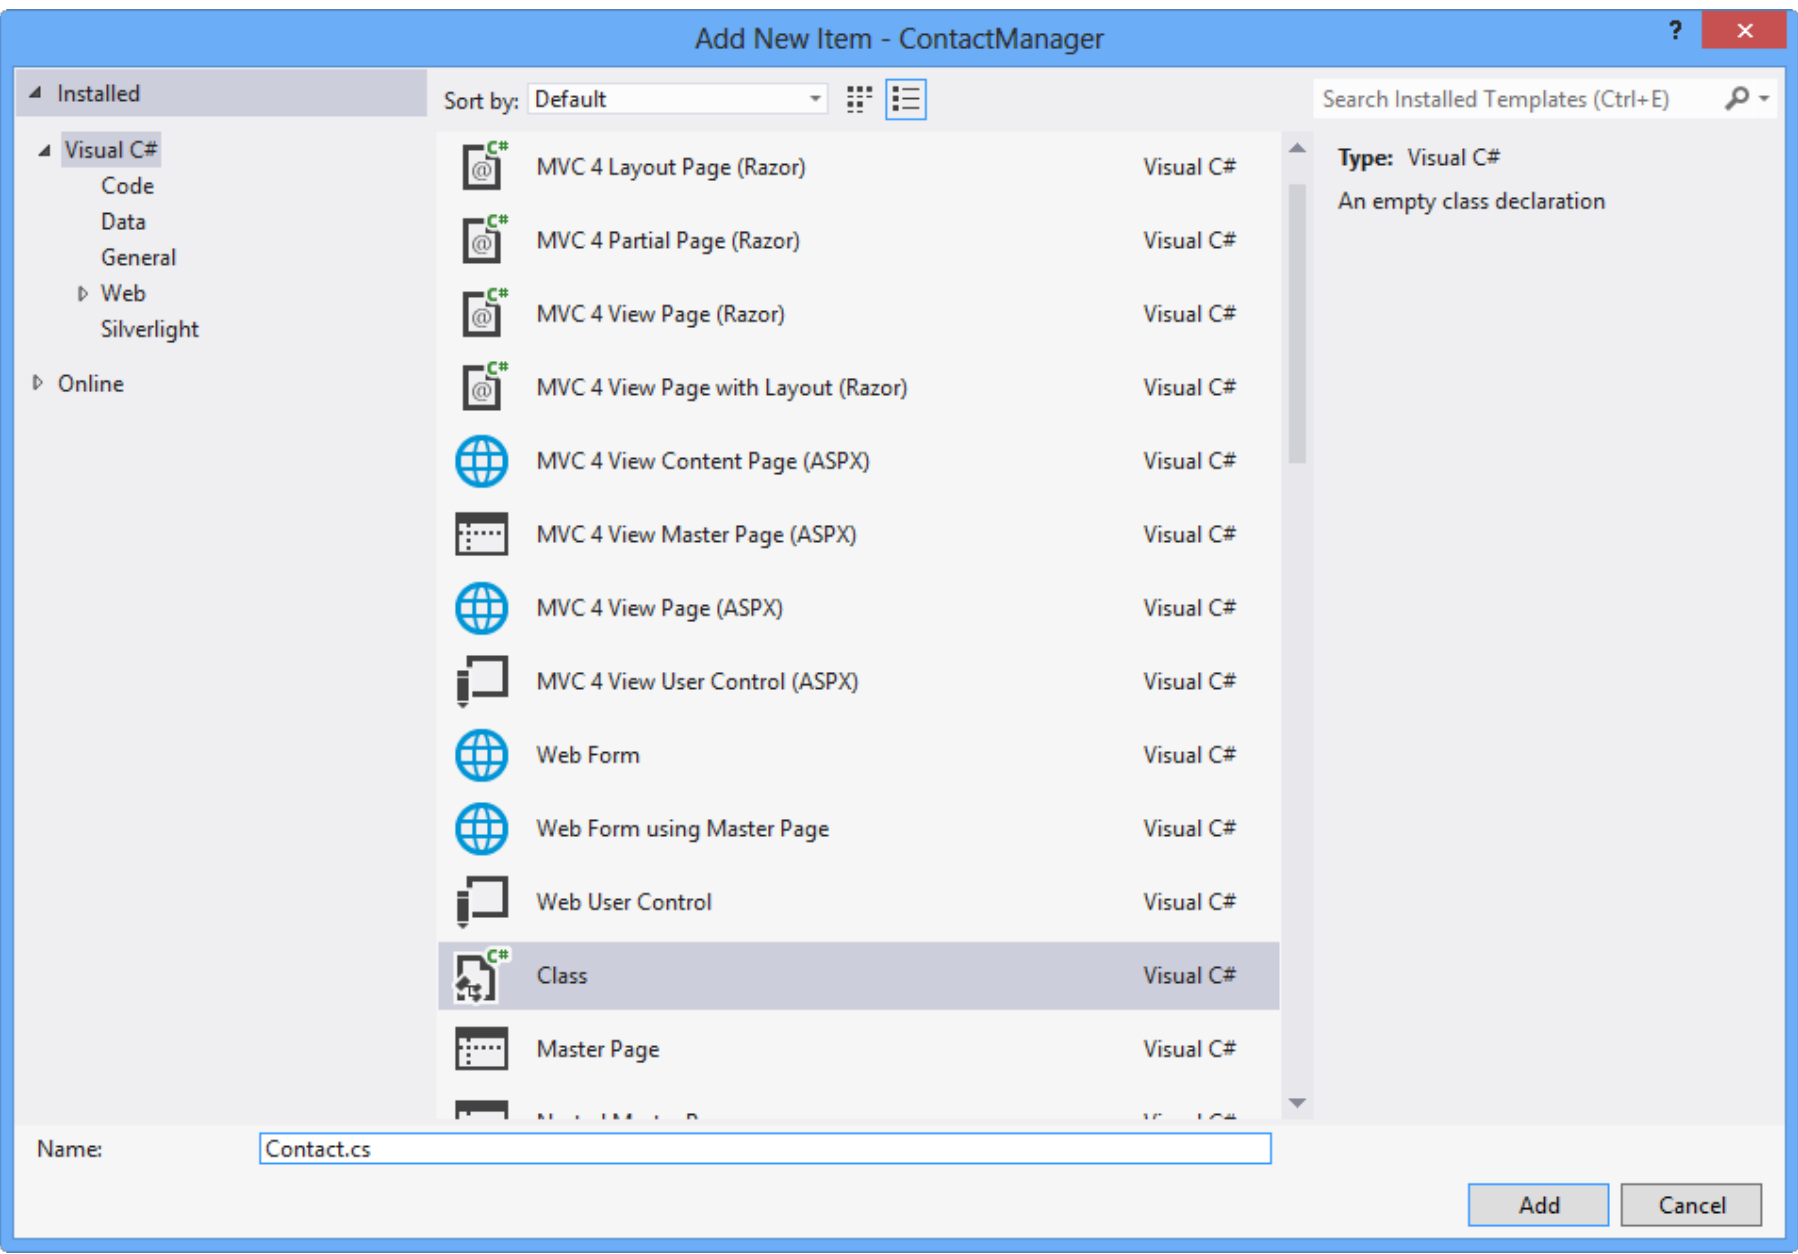 Add New Item - ContactManager
?
Installed
Visual C#
Code
Data
General
Web
Silverlight
Online
Sort by: Default
MVC 4 Layout Page (Razor) Visual C#
MVC 4 Partial Page (Razor) Visual C#
MVC 4 View Page (Razor) Visual C#
MVC 4 View Page with Layout (Razor) Visual C#
MVC 4 View Content Page (ASPX) Visual C#
MVC 4 View Master Page (ASPX) Visual C#
MVC 4 View Page (ASPX) Visual C#
MVC 4 View User Control (ASPX) Visual C#
Web Form Visual C#
Web Form using Master Page Visual C#
Web User Control Visual C#
Class Visual C#
Master Page Visual C#
Search Installed Templates (Ctrl+E)
Type: Visual C#
An empty class declaration
Name: Contact.cs
Add Cancel